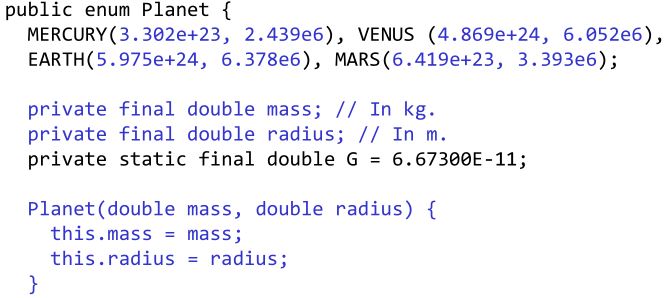 public enum Planet {
  MERCURY(3.302e+23, 2.439e6), VENUS (4.869e+24, 6.052e6),
  EARTH(5.975e+24, 6.378e6), MARS(6.419e+23, 3.393e6);

  private final double mass; // In kg.
  private final double radius; // In m.
  private static final double G = 6.67300E-11;

  Planet(double mass, double radius) {
    this.mass = mass;
    this.radius = radius;
  }